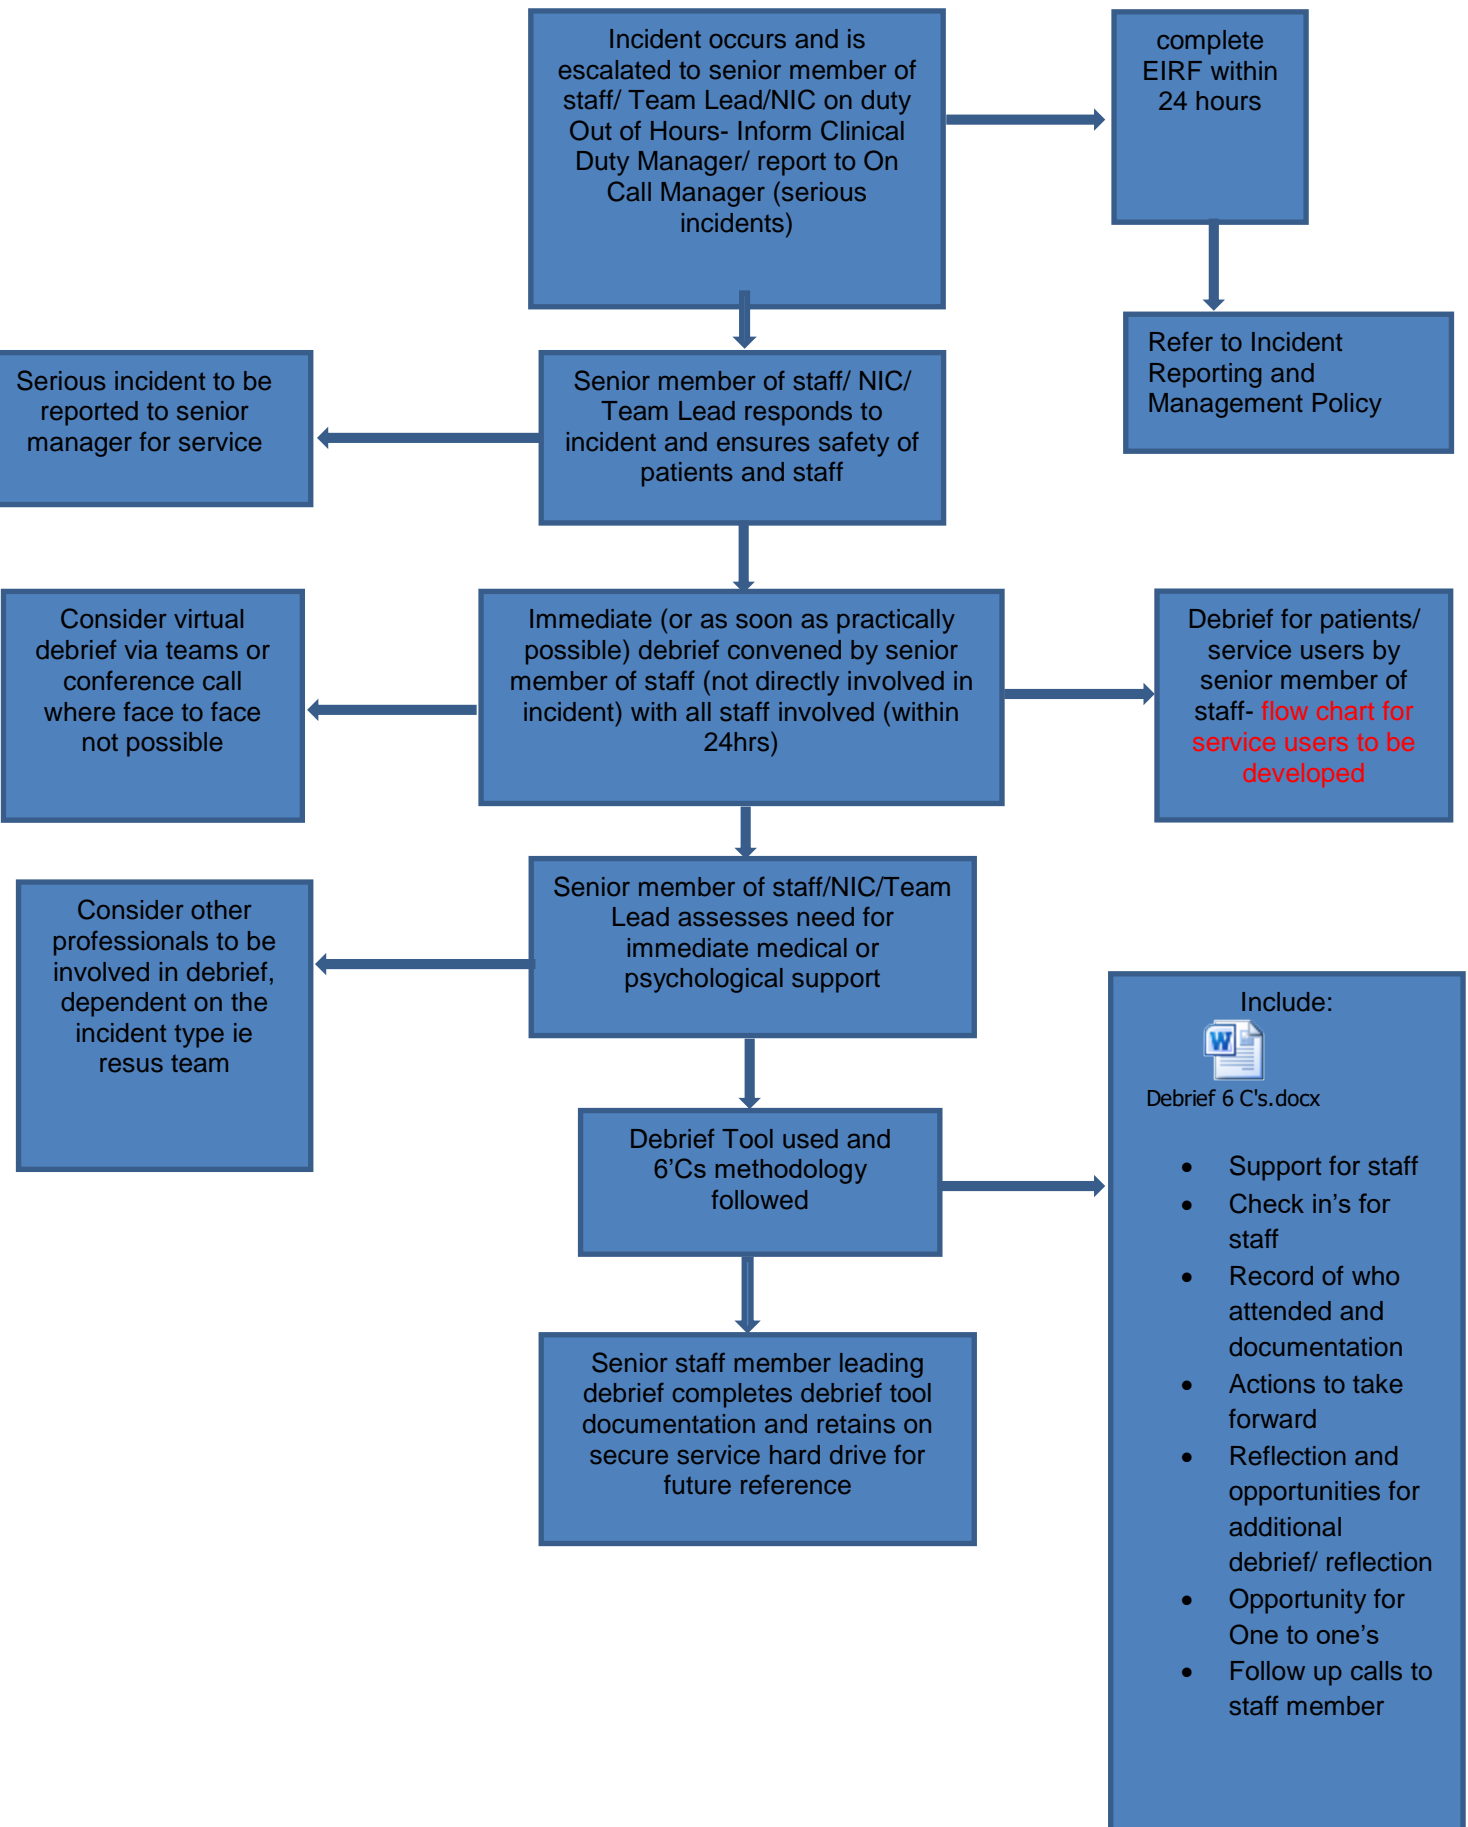 Incident occurs and is
escalated to senior member of
staff/ Team Lead/NIC on duty
Out of Hours- Inform Clinical
Duty Manager/ report to On
Call Manager (serious
incidents)
complete
EIRF within
24 hours
Refer to Incident
Reporting and
Management Policy
Serious incident to be
reported to senior
manager for service
Senior member of staff/ NIC/
Team Lead responds to
incident and ensures safety of
patients and staff
Consider virtual
debrief via teams or
conference call
where face to face
not possible
Immediate (or as soon as practically
possible) debrief convened by senior
member of staff (not directly involved in
incident) with all staff involved (within
24hrs)
Debrief for patients/
service users by
senior member of
staff- flow chart for
service users to be
developed
Consider other
professionals to be
involved in debrief,
dependent on the
incident type ie
resus team
Senior member of staff/NIC/Team
Lead assesses need for
immediate medical or
psychological support
Debrief Tool used and
6’Cs methodology
followed
Senior staff member leading
debrief completes debrief tool
documentation and retains on
secure service hard drive for
future reference
Include:
W
Debrief 6 C's.docx
• Support for staff
• Check in’s for
staff
• Record of who
attended and
documentation
• Actions to take
forward
• Reflection and
opportunities for
additional
debrief/ reflection
• Opportunity for
One to one’s
• Follow up calls to
staff member